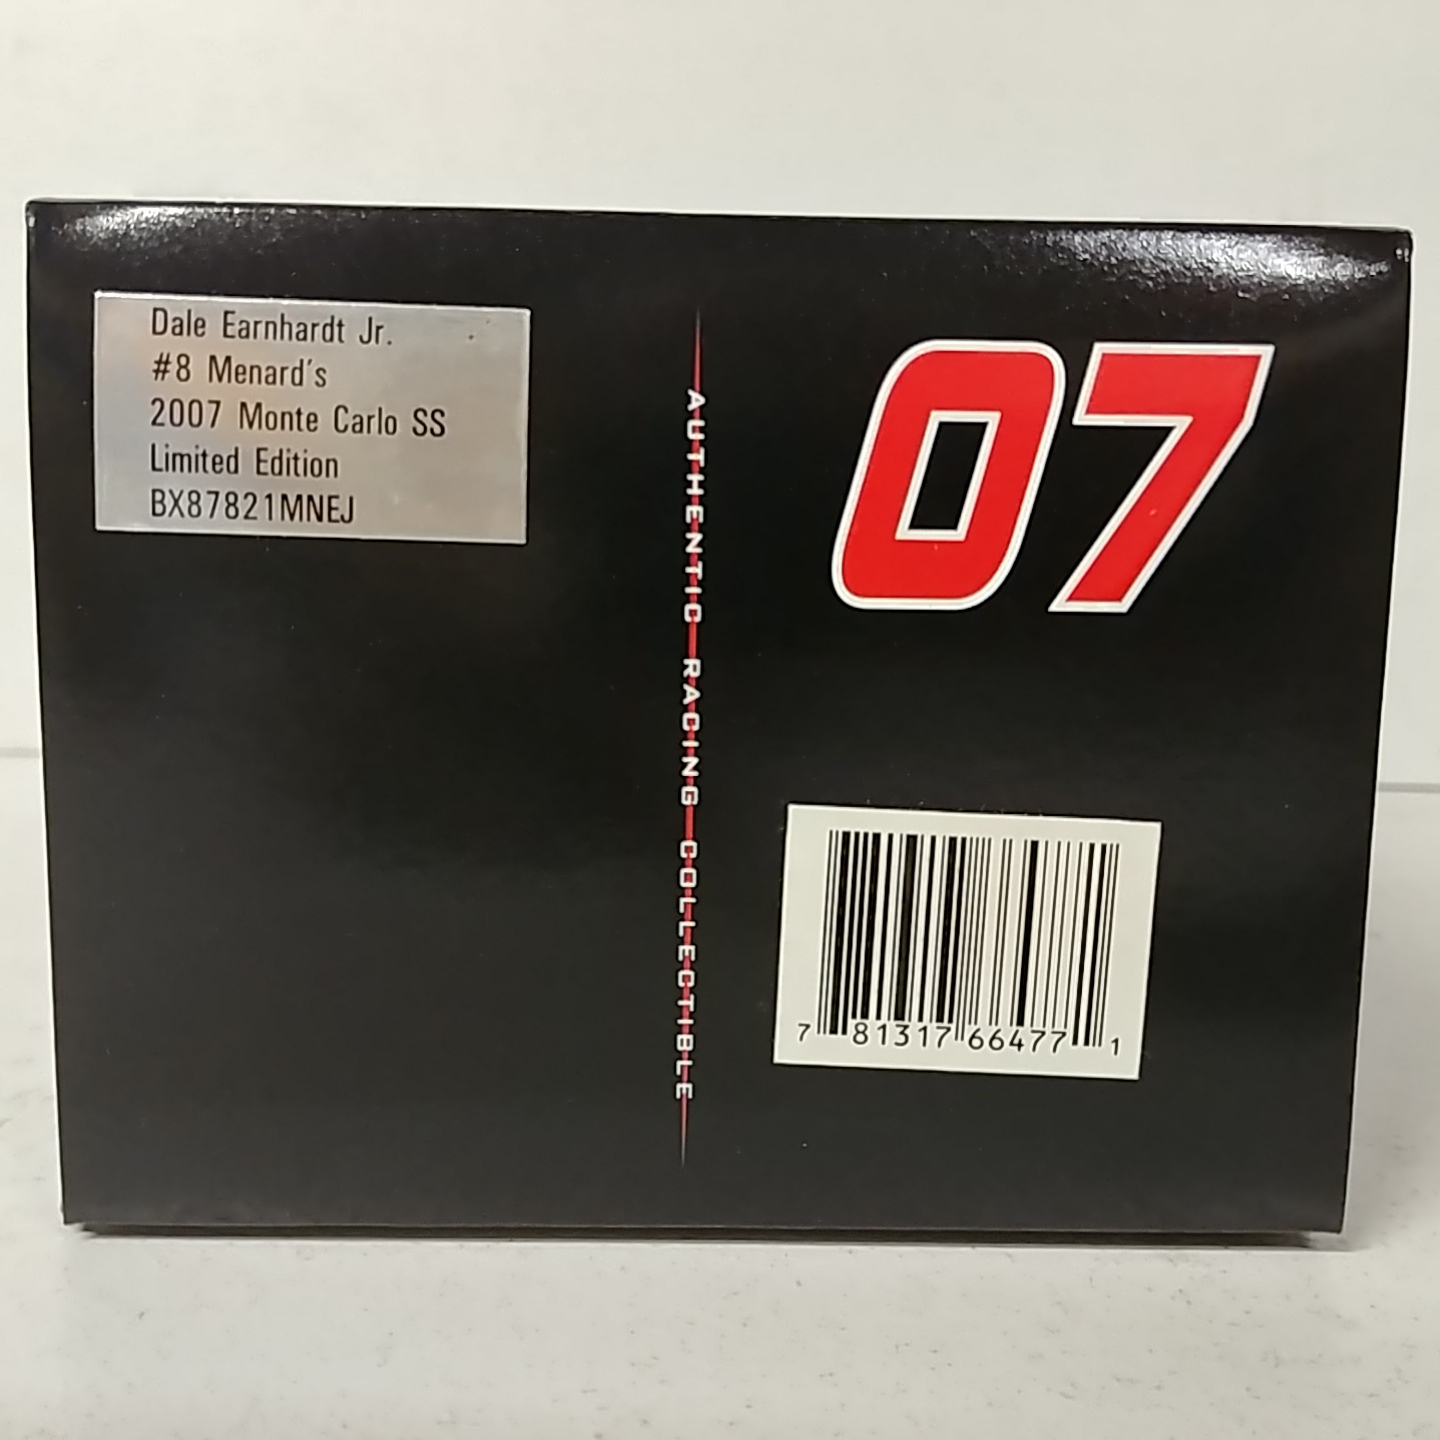 Dale Earnhardt Jr.
#8 Menard's
2007 Monte Carlo SS
Limited Edition
BX87821MNEJ
AUTHENTIC RACING COLLECTIBLE
07
7 81317 66477 1